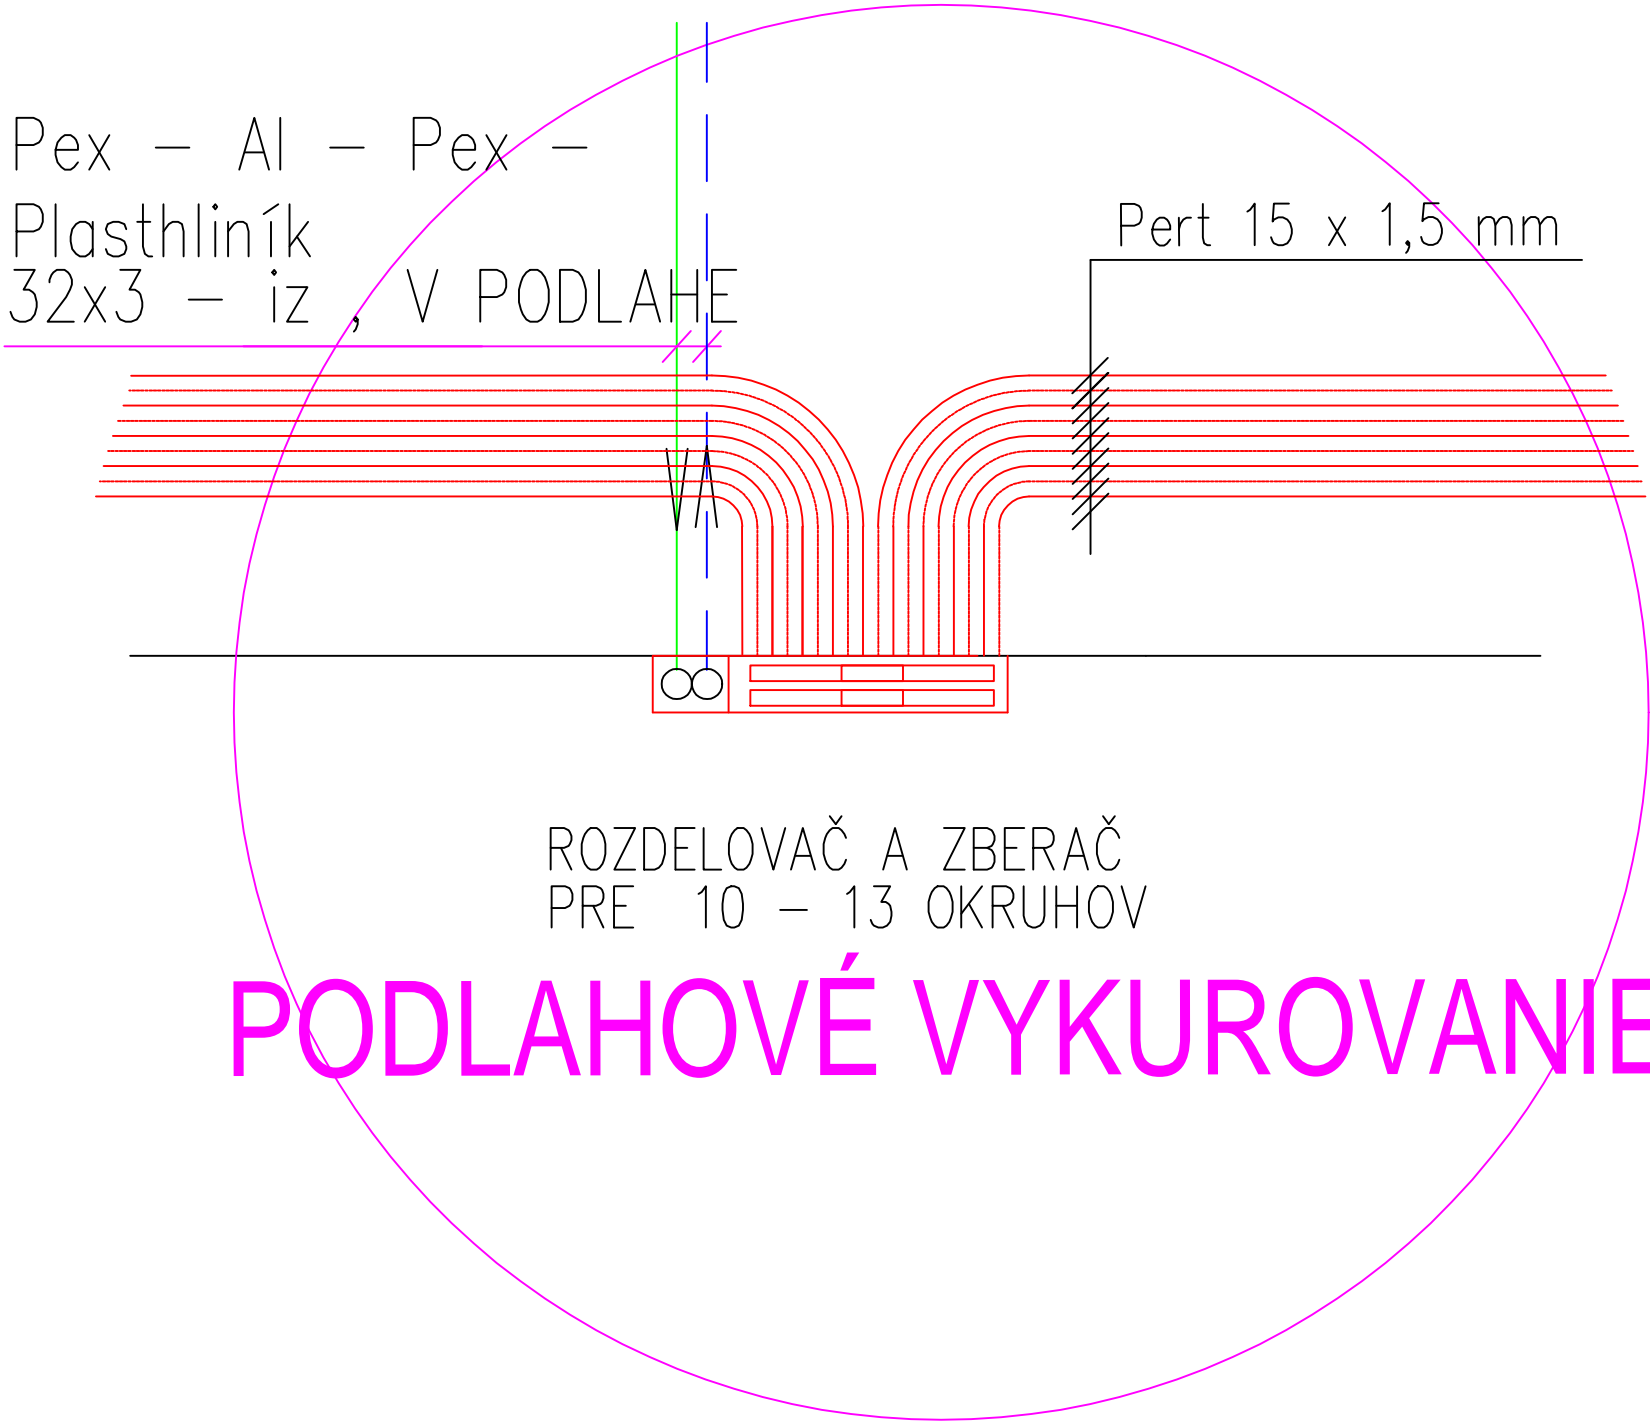 Pex - Al - Pex -
Plasthliník
32x3 - iz , V PODLAHE
Pert 15 x 1,5 mm
ROZDELOVAČ A ZBERAČ
PRE 10 - 13 OKRUHOV
PODLAHOVÉ VYKUROVANIE